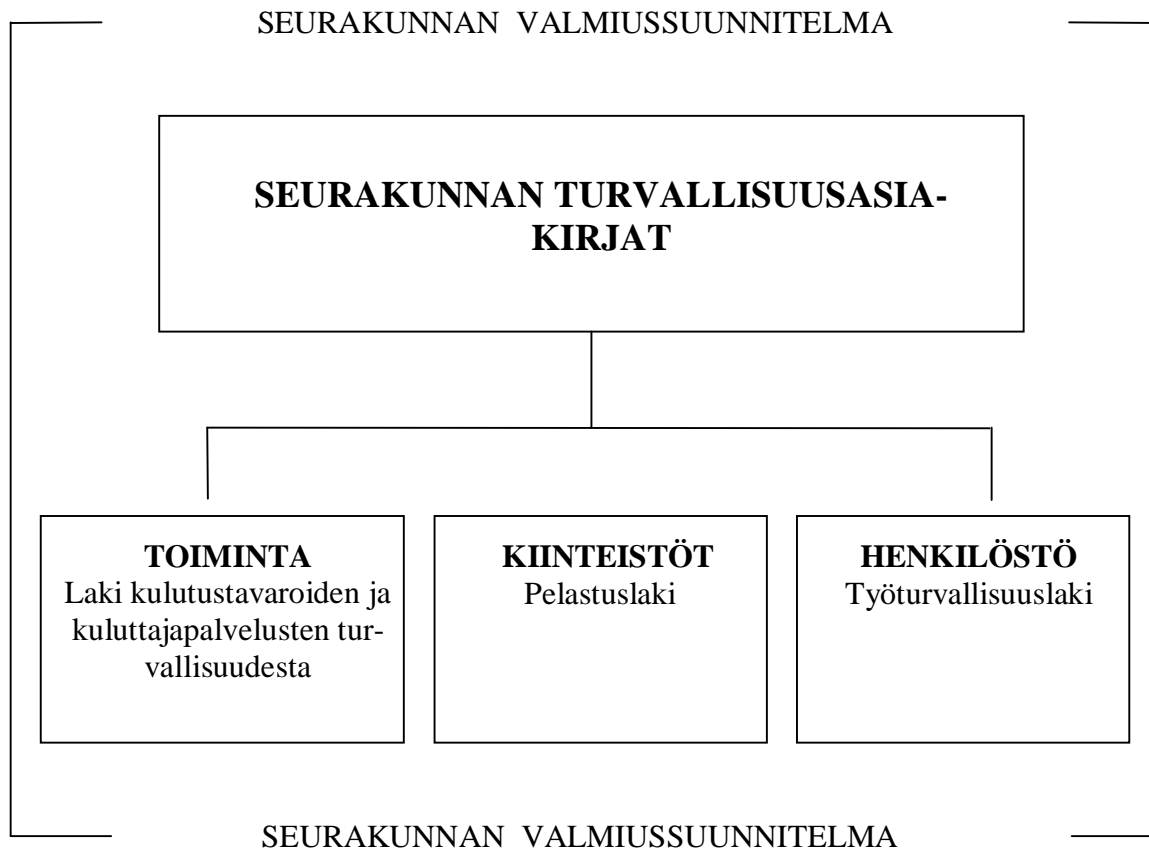 SEURAKUNNAN VALMIUSSUUNNITELMA
SEURAKUNNAN TURVALLISUUSASIA-
KIRJAT
TOIMINTA
Laki kulutustavaroiden ja
kuluttajapalvelusten tur-
vallisuudesta
KIINTEISTÖT
Pelastuslaki
HENKILÖSTÖ
Työturvallisuuslaki
SEURAKUNNAN VALMIUSSUUNNITELMA